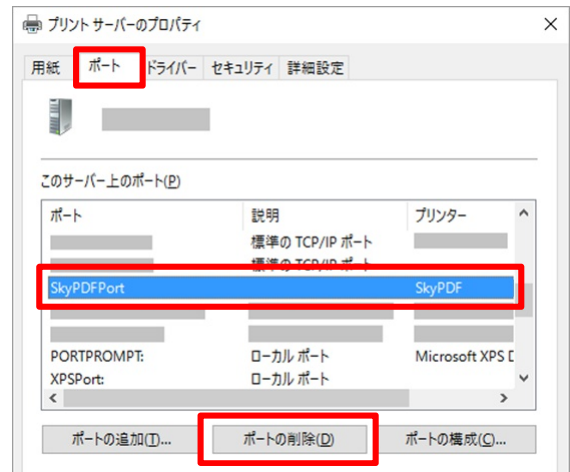 プリント サーバーのプロパティ
用紙 ポート ドライバー セキュリティ 詳細設定
このサーバー上のポート(P)
ポート 説明 プリンター
標準の TCP/IP ポート
標準の TCP/IP ポート
SkyPDFPort SkyPDF
PORTPROMPT: ローカル ポート Microsoft XPS D
XPSPort: ローカル ポート
ポートの追加(T)... ポートの削除(D) ポートの構成(C)...